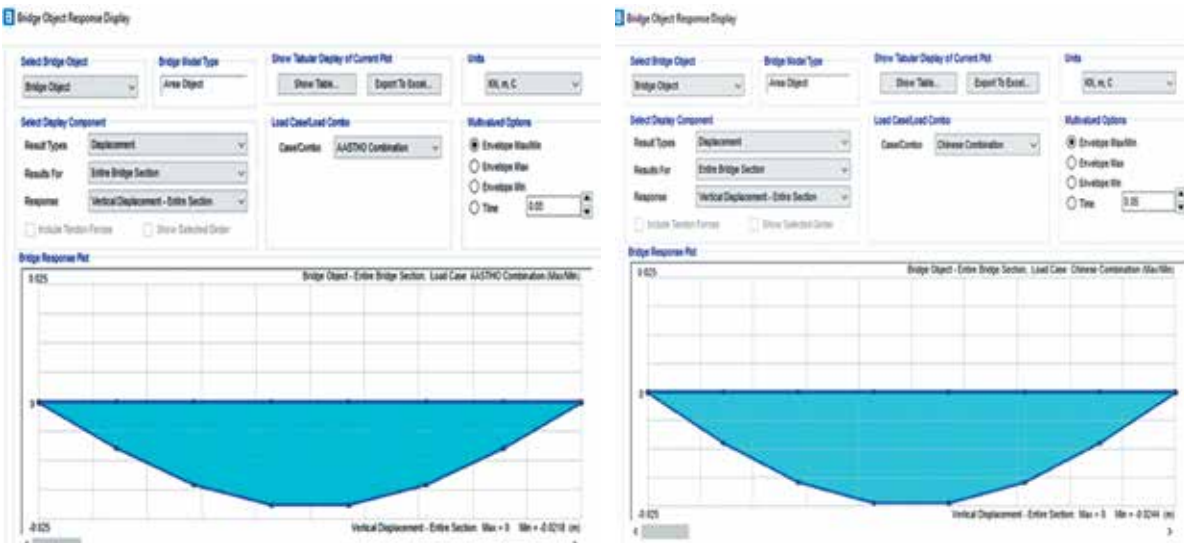 Bridge Object Response Display
Select Bridge Object
Bridge Object
Bridge Model Type
Area Object
Show Tabular Display of Current Plot
Show Table...
Export To Excel...
Units
KN, m, C
Select Display Component
Result Types
Displacement
Results For
Entire Bridge Section
Response
Vertical Displacement - Entire Section
Include Tendon Forces
Show Selected Girder
Load Case/Load Combo
Case/Combo
AASTHO Combination
Multivalued Options
Envelope Max/Min
Envelope Max
Envelope Min
Time
0.05
Bridge Response Plot
0.025
Bridge Object - Entire Bridge Section, Load Case: AASTHO Combination (Max/Min)
0
-0.025
Vertical Displacement - Entire Section Max = 0 Min = -0.0218 (m)
Bridge Object Response Display
Select Bridge Object
Bridge Object
Bridge Model Type
Area Object
Show Tabular Display of Current Plot
Show Table...
Export To Excel...
Units
KN, m, C
Select Display Component
Result Types
Displacement
Results For
Entire Bridge Section
Response
Vertical Displacement - Entire Section
Include Tendon Forces
Show Selected Girder
Load Case/Load Combo
Case/Combo
Chinese Combination
Multivalued Options
Envelope Max/Min
Envelope Max
Envelope Min
Time
0.05
Bridge Response Plot
0.025
Bridge Object - Entire Bridge Section, Load Case: Chinese Combination (Max/Min)
0
-0.025
Vertical Displacement - Entire Section Max = 0 Min = -0.0244 (m)